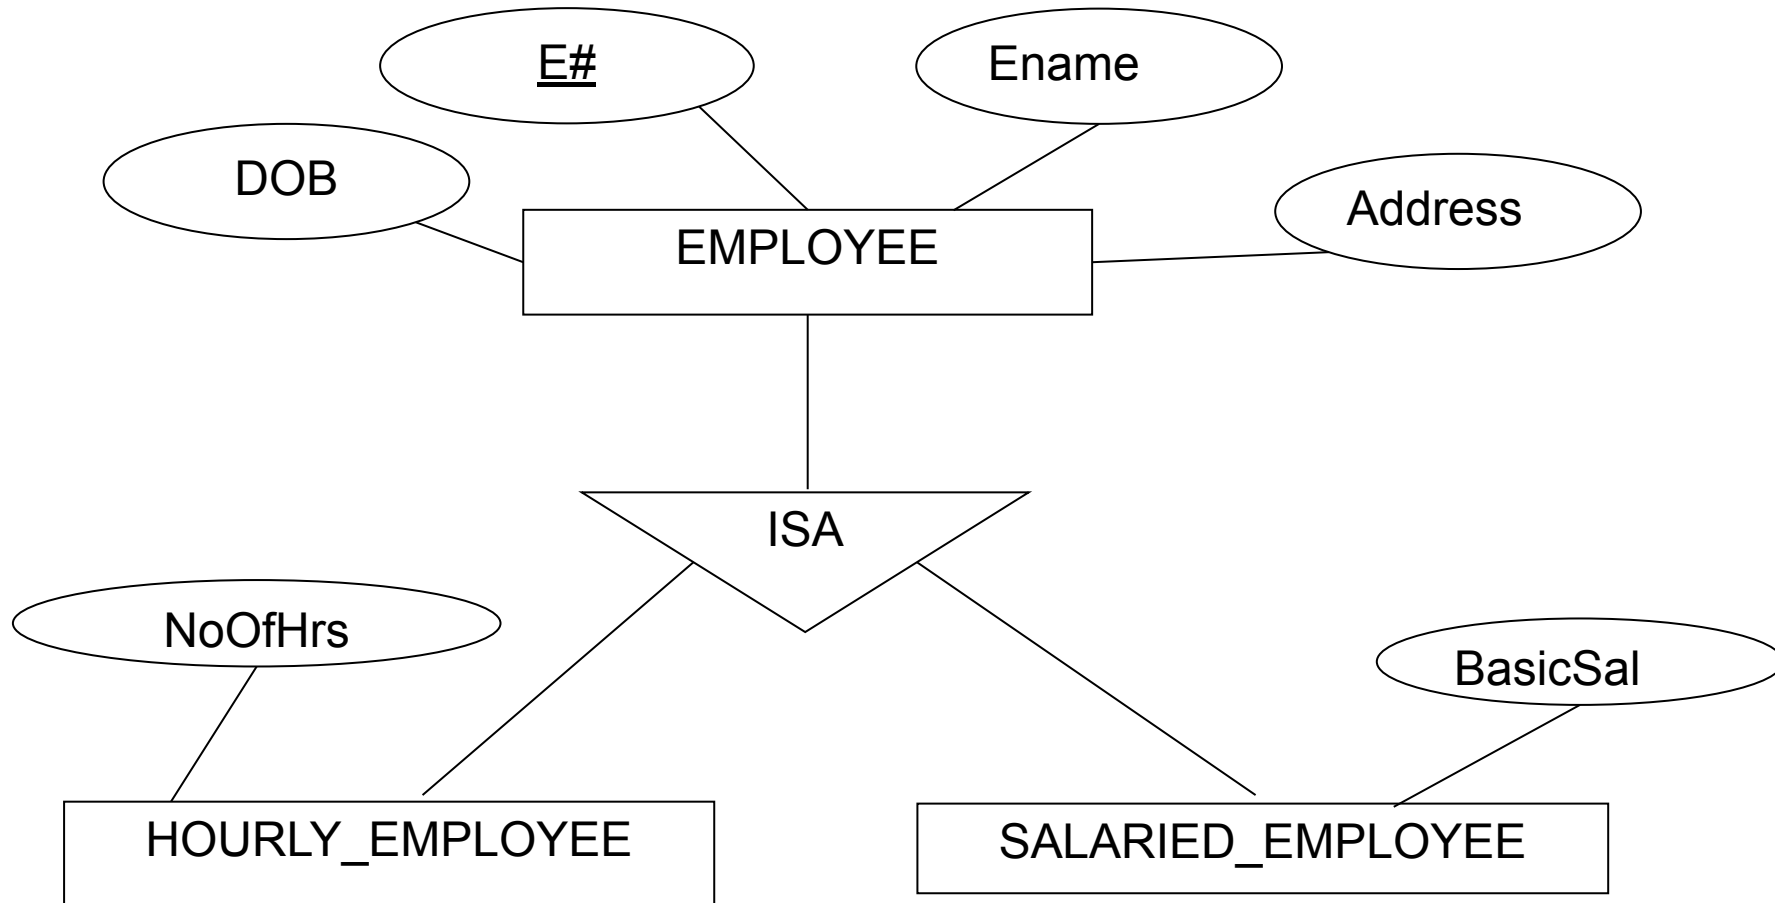 E#
Ename
DOB
Address
EMPLOYEE
ISA
NoOfHrs
BasicSal
HOURLY_EMPLOYEE
SALARIED_EMPLOYEE